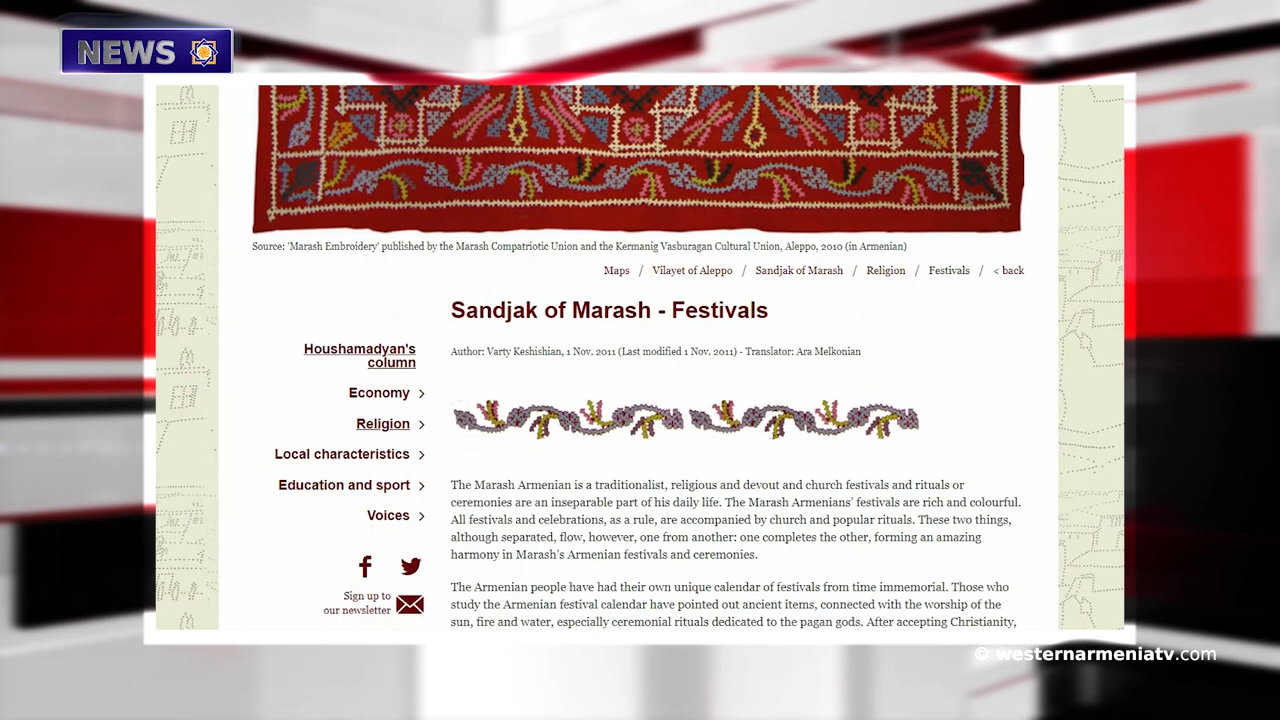 NEWS
Source: 'Marash Embroidery' published by the Marash Compatriotic Union and the Kermanig Vasburagan Cultural Union, Aleppo, 2010 (in Armenian)
Maps / Vilayet of Aleppo / Sandjak of Marash / Religion / Festivals / < back
Sandjak of Marash - Festivals
Houshamadyan's
column
Economy >
Religion >
Local characteristics >
Education and sport >
Voices >
Sign up to
our newsletter
Author: Varty Keshishian, 1 Nov. 2011 (Last modified 1 Nov. 2011) - Translator: Ara Melkonian
The Marash Armenian is a traditionalist, religious and devout and church festivals and rituals or
ceremonies are an inseparable part of his daily life. The Marash Armenians' festivals are rich and colourful.
All festivals and celebrations, as a rule, are accompanied by church and popular rituals. These two things,
although separated, flow, however, one from another: one completes the other, forming an amazing
harmony in Marash's Armenian festivals and ceremonies.
The Armenian people have had their own unique calendar of festivals from time immemorial. Those who
study the Armenian festival calendar have pointed out ancient items, connected with the worship of the
sun, fire and water, especially ceremonial rituals dedicated to the pagan gods. After accepting Christianity,
© westernarmeniatv.com